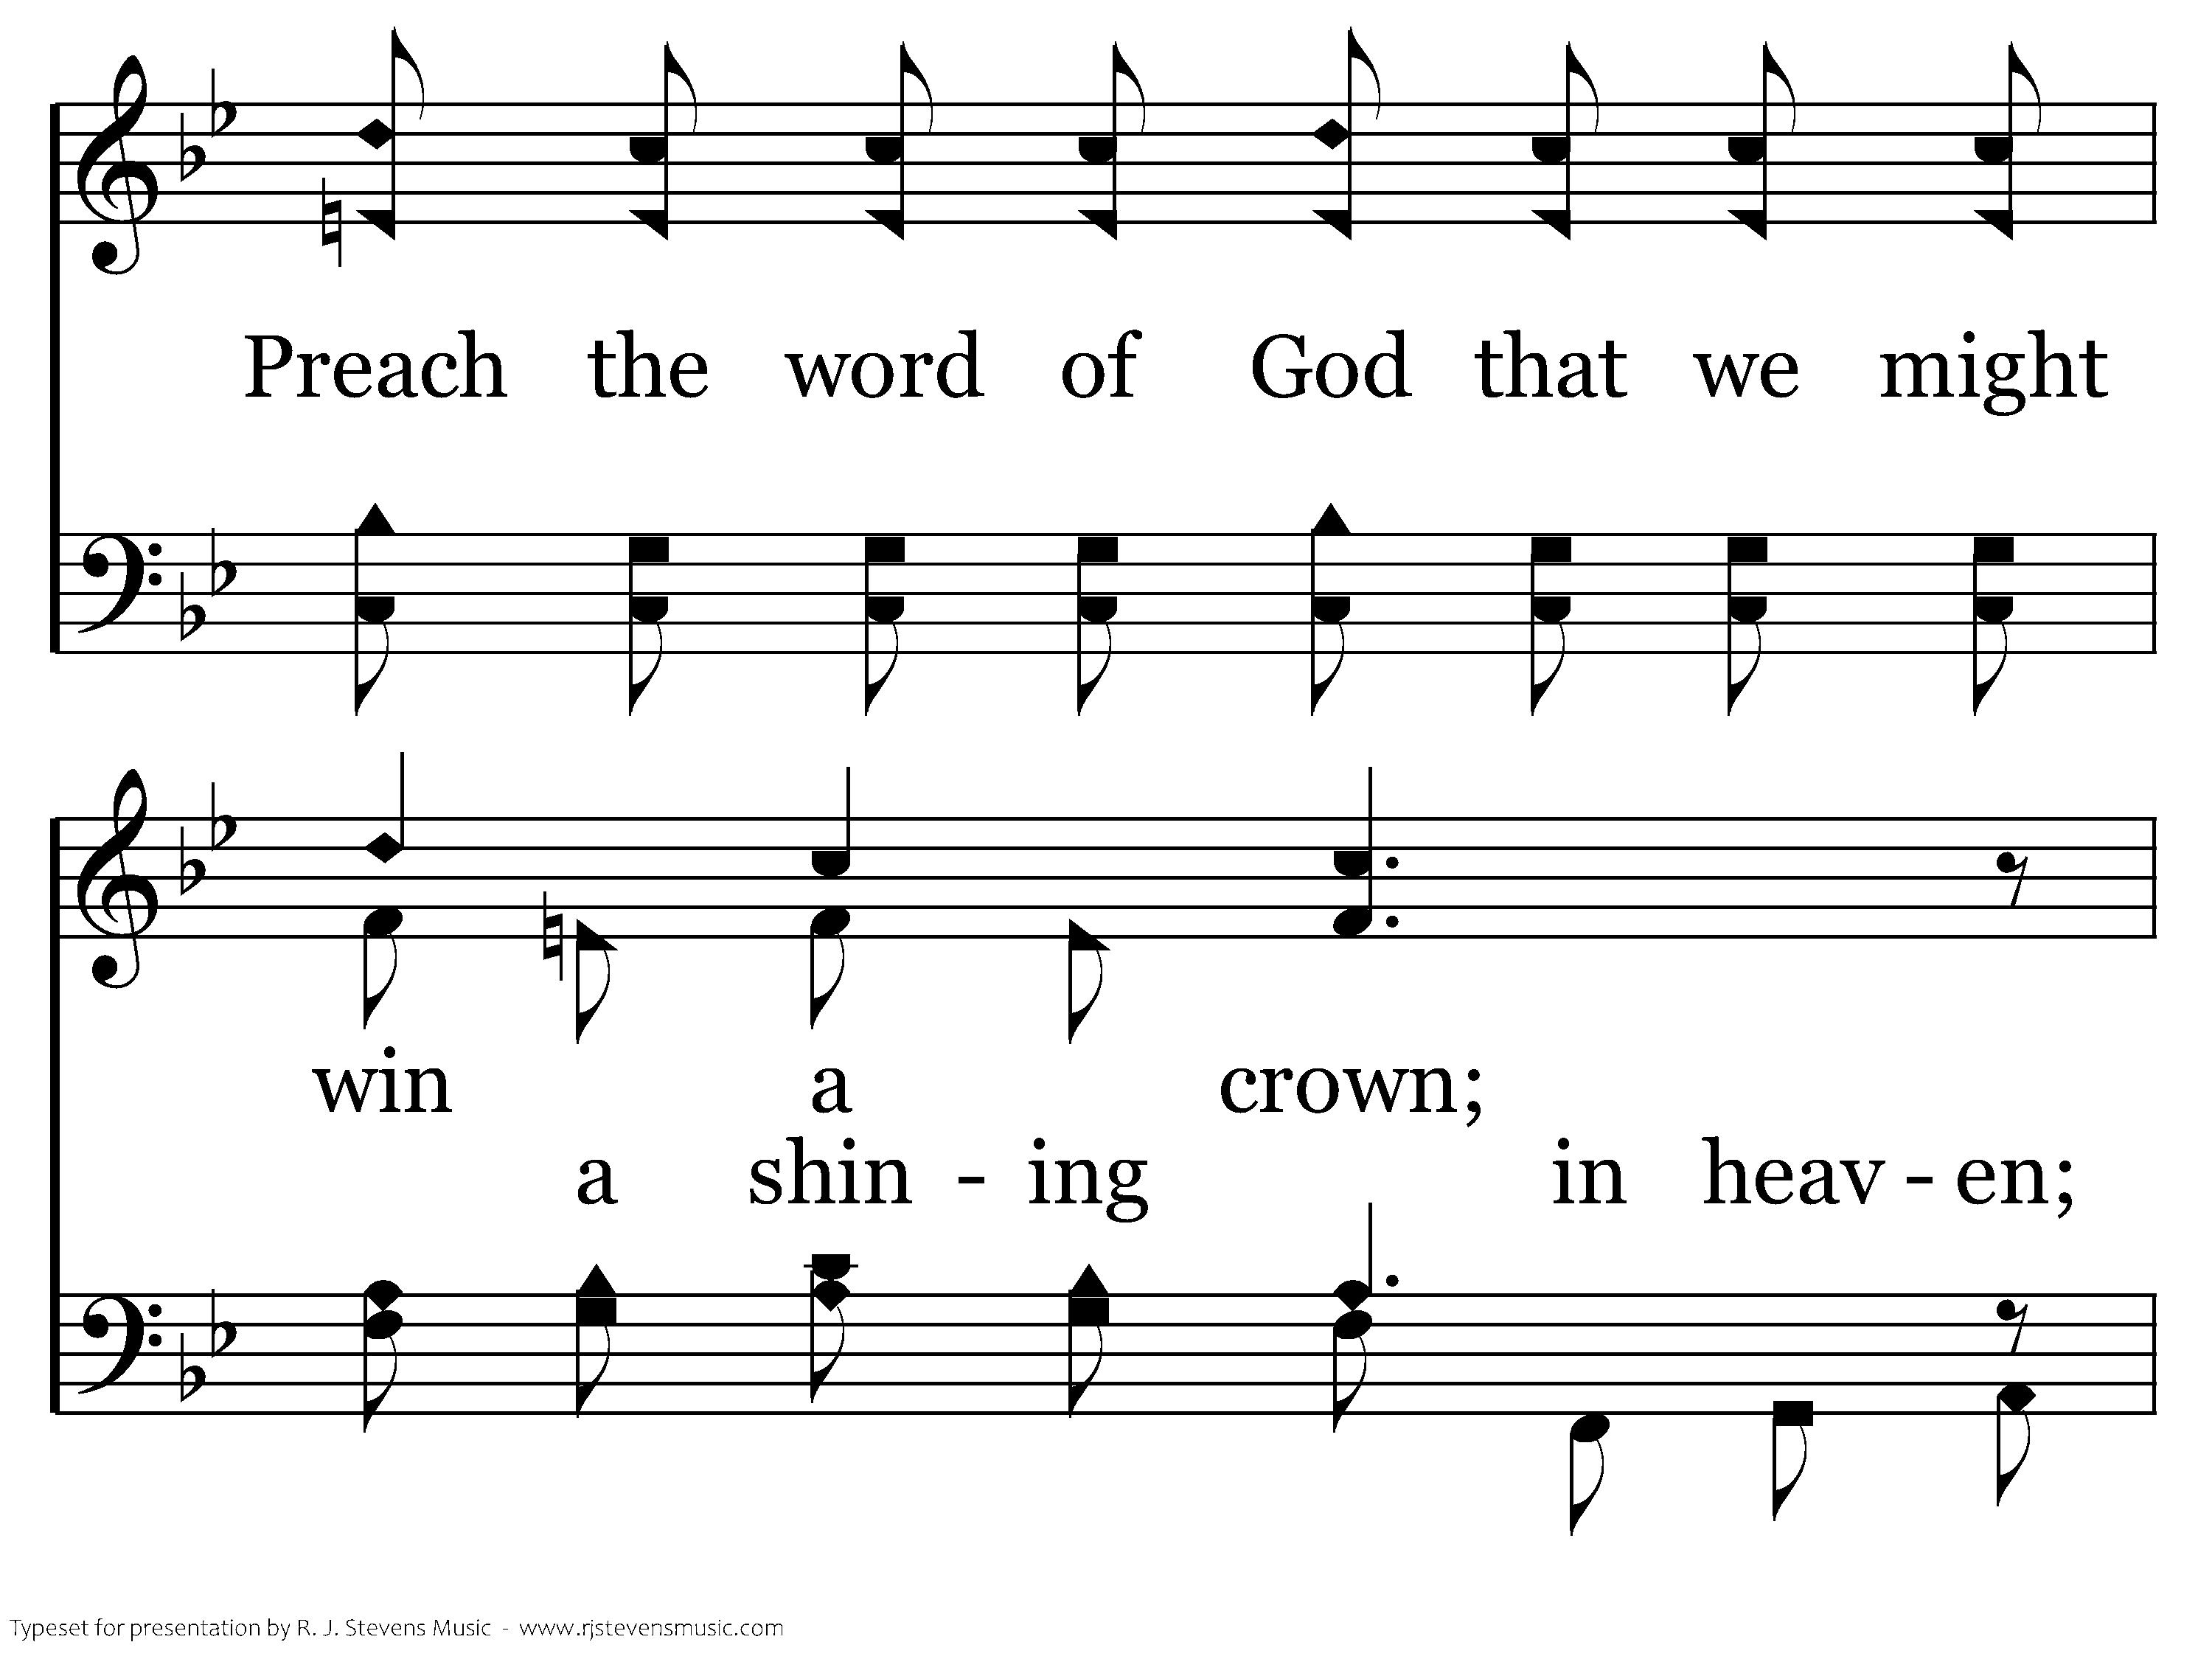 Preach the word of God that we might
win a crown;
a shin - ing in heav - en;
Typeset for presentation by R. J. Stevens Music - www.rjstevensmusic.com